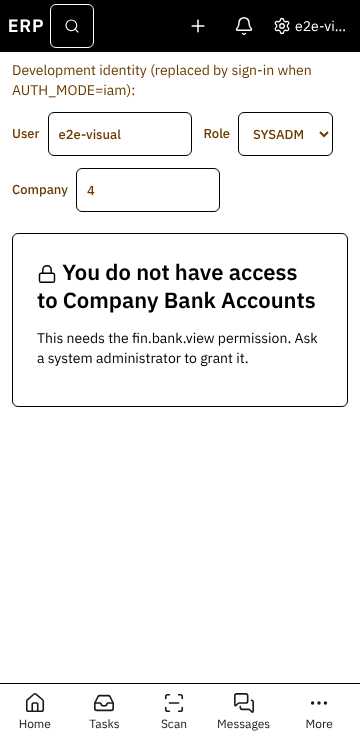 ERP
e2e-vi...
Development identity (replaced by sign-in when
AUTH_MODE=iam):
User e2e-visual Role SYSADM
Company 4
You do not have access
to Company Bank Accounts
This needs the fin.bank.view permission. Ask
a system administrator to grant it.
Home Tasks Scan Messages More